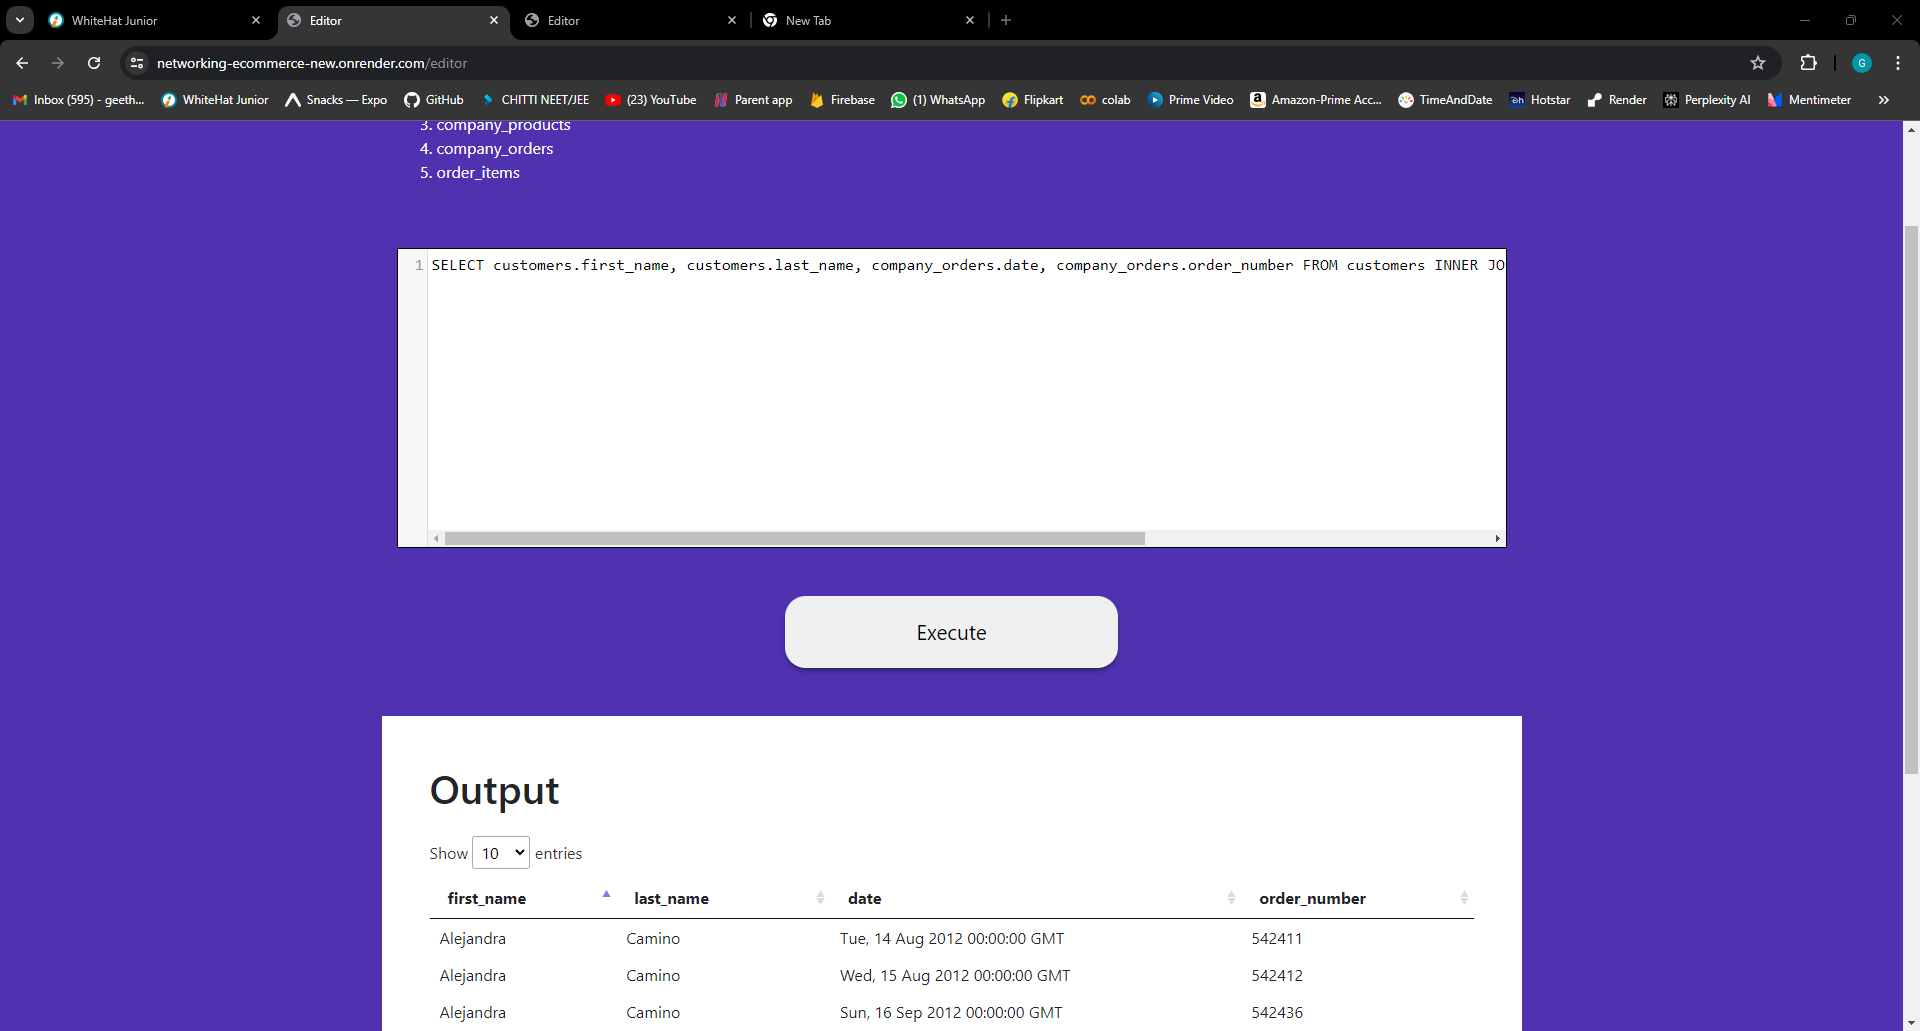 WhiteHat Junior
Editor
Editor
New Tab
networking-ecommerce-new.onrender.com/editor
G
Inbox (595) - geeth...
WhiteHat Junior
Snacks — Expo
GitHub
CHITTI NEET/JEE
(23) YouTube
Parent app
Firebase
(1) WhatsApp
Flipkart
colab
Prime Video
Amazon-Prime Acc...
TimeAndDate
Hotstar
Render
Perplexity AI
Mentimeter
3. company_products
4. company_orders
5. order_items
1 SELECT customers.first_name, customers.last_name, company_orders.date, company_orders.order_number FROM customers INNER JO
Execute
Output
Show 10 entries
first_name last_name date order_number
Alejandra Camino Tue, 14 Aug 2012 00:00:00 GMT 542411
Alejandra Camino Wed, 15 Aug 2012 00:00:00 GMT 542412
Alejandra Camino Sun, 16 Sep 2012 00:00:00 GMT 542436